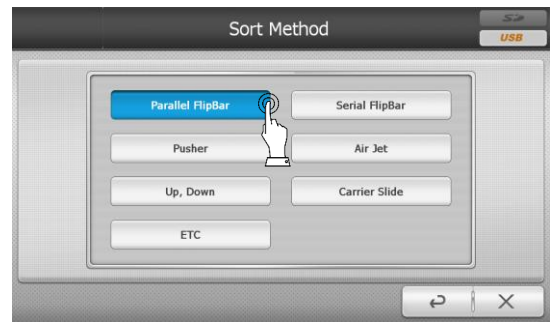 Sort Method
SD
USB
Parallel FlipBar
Serial FlipBar
Pusher
Air Jet
Up, Down
Carrier Slide
ETC